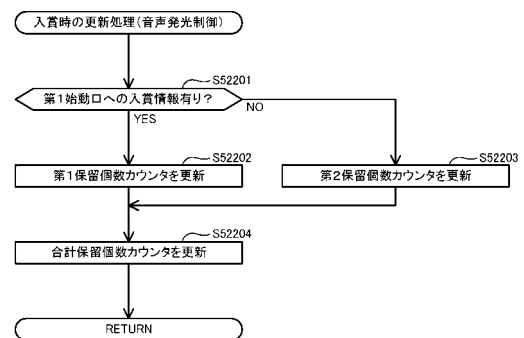 入賞時の更新処理(音声発光制御)
S52201
第1始動口への入賞情報有り?
YES
NO
S52202
第1保留個数カウンタを更新
S52203
第2保留個数カウンタを更新
S52204
合計保留個数カウンタを更新
RETURN